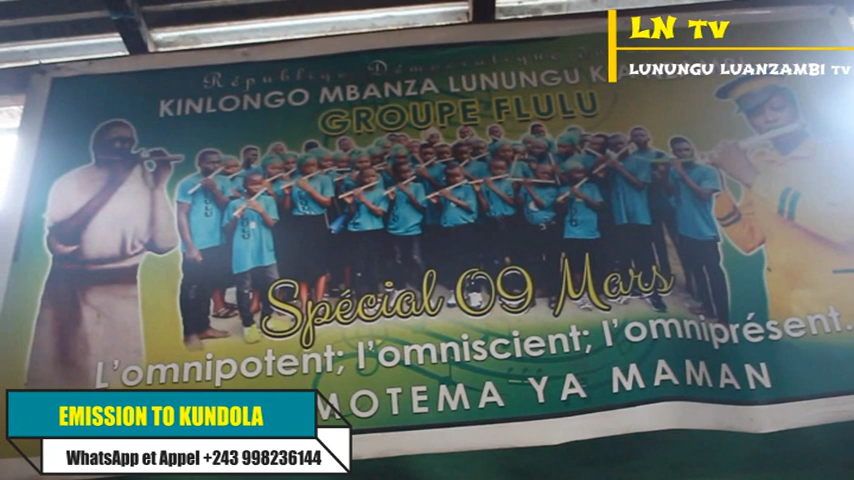 LN TV
LUNUNGU LUANZAMBI TV
République Démocratique
KINLONGO MBANZA LUNUNGU
GROUPE FLULU
Spécial 09 Mars
L'omnipotent; l'omniscient; l'omniprésent...
MOTEMA YA MAMAN
EMISSION TO KUNDOLA
WhatsApp et Appel +243 998236144